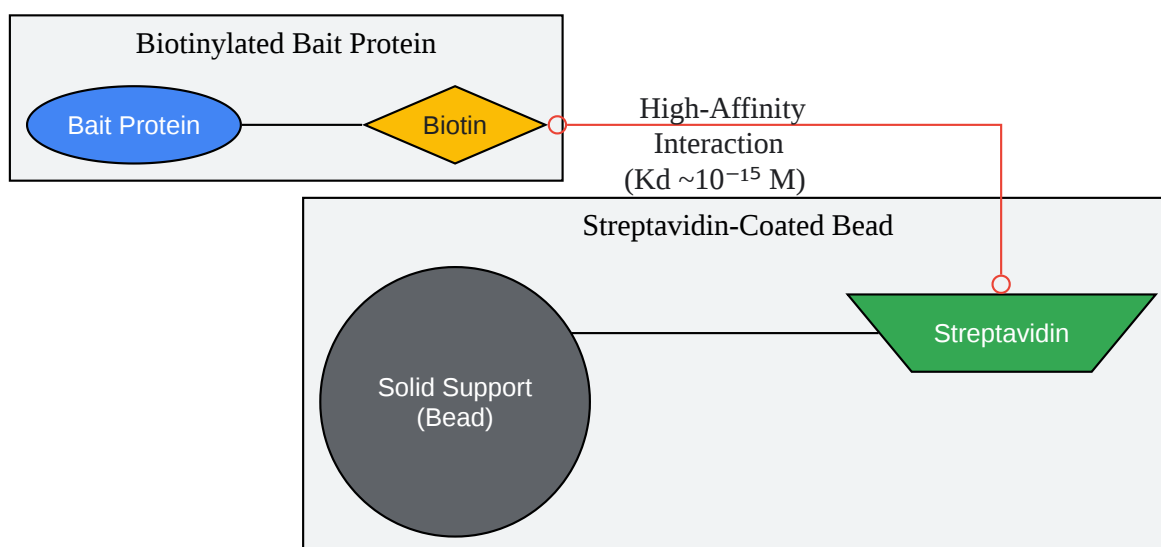 Biotinylated Bait Protein
Bait Protein
Biotin
High-Affinity
Interaction
(Kd ~10⁻¹⁵ M)
Streptavidin-Coated Bead
Streptavidin
Solid Support
(Bead)